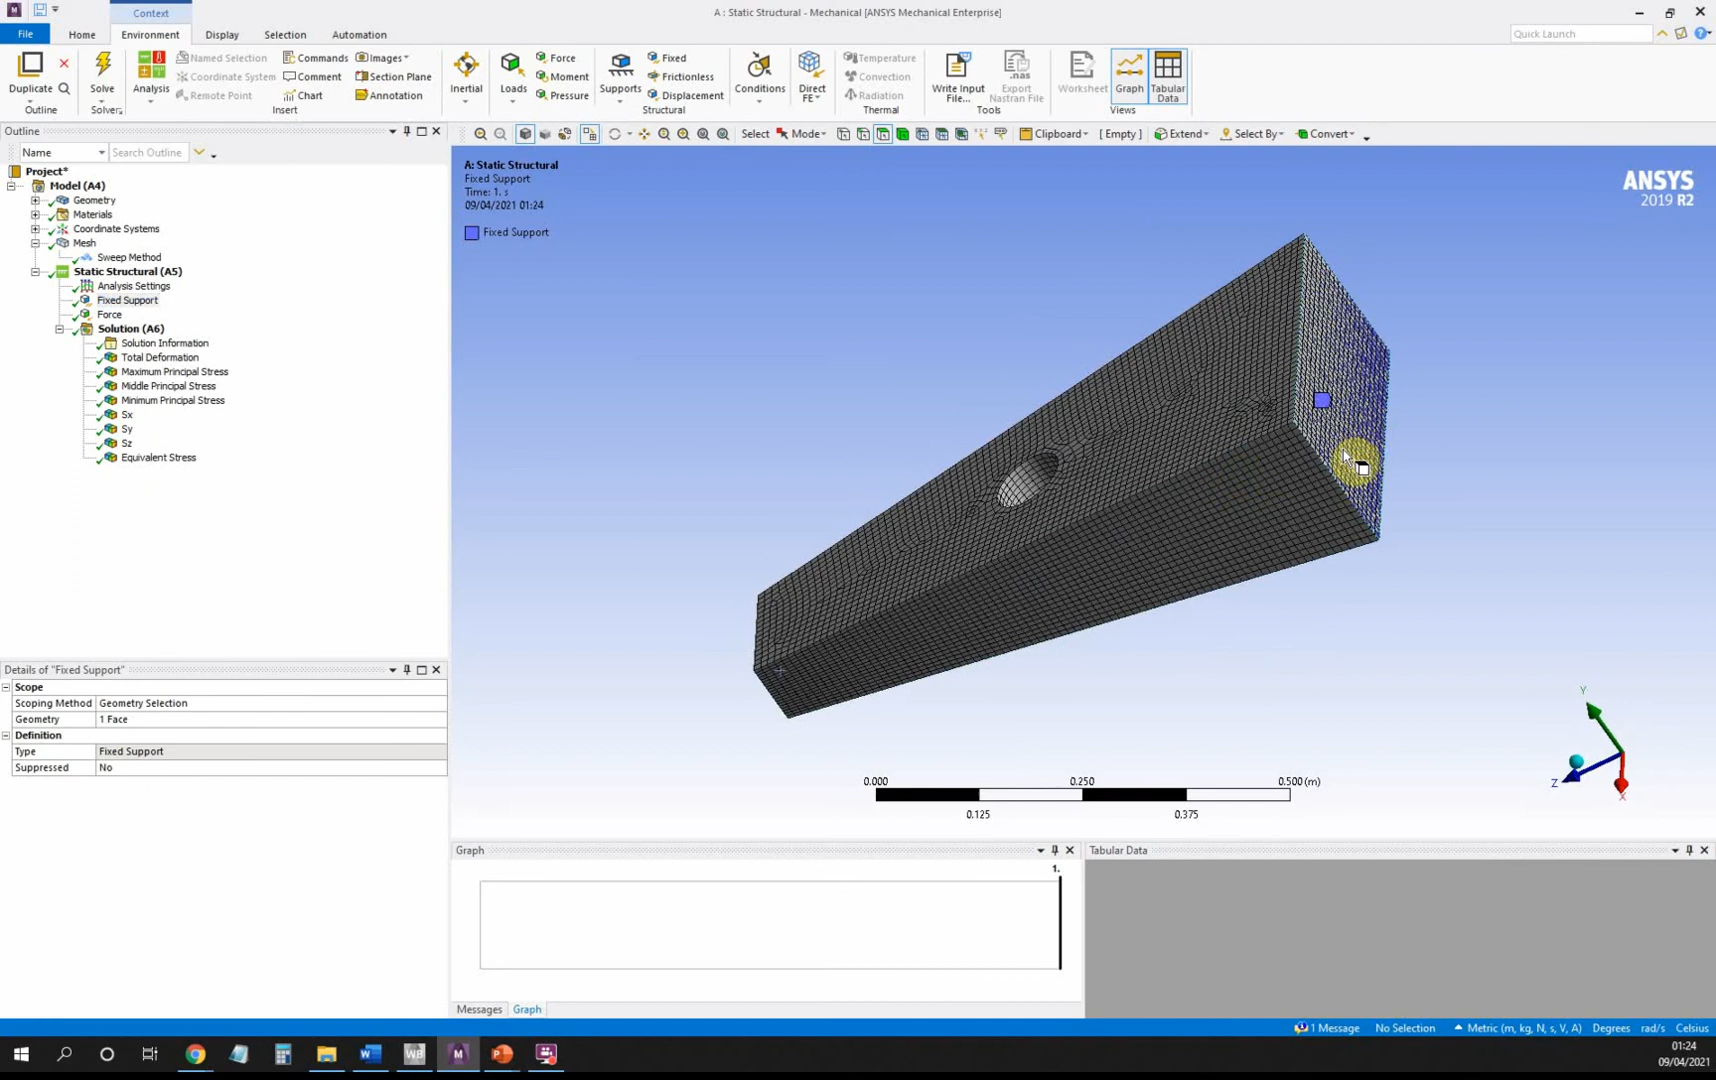 Context
A : Static Structural - Mechanical [ANSYS Mechanical Enterprise]
File
Home
Environment
Display
Selection
Automation
Quick Launch
Duplicate
Outline
Solve
Solver
Analysis
Named Selection
Coordinate System
Remote Point
Commands
Comment
Chart
Images
Section Plane
Annotation
Insert
Inertial
Loads
Force
Moment
Pressure
Supports
Fixed
Frictionless
Displacement
Structural
Conditions
Direct FE
Temperature
Convection
Radiation
Thermal
Write Input File...
Export Nastran File
.nas
Tools
Worksheet
Graph
Tabular Data
Views
Outline
Name
Search Outline
Select
Mode
Clipboard
[ Empty ]
Extend
Select By
Convert
Project*
Model (A4)
Geometry
Materials
Coordinate Systems
Mesh
Sweep Method
Static Structural (A5)
Analysis Settings
Fixed Support
Force
Solution (A6)
Solution Information
Total Deformation
Maximum Principal Stress
Middle Principal Stress
Minimum Principal Stress
Sx
Sy
Sz
Equivalent Stress
A: Static Structural
Fixed Support
Time: 1. s
09/04/2021 01:24
Fixed Support
ANSYS
2019 R2
Y
Z
X
0.000
0.250
0.500 (m)
0.125
0.375
Details of "Fixed Support"
Scope
Scoping Method Geometry Selection
Geometry 1 Face
Definition
Type Fixed Support
Suppressed No
Graph
1.
Tabular Data
Messages
Graph
1 Message
No Selection
Metric (m, kg, N, s, V, A)
Degrees
rad/s
Celsius
WB
M
01:24
09/04/2021